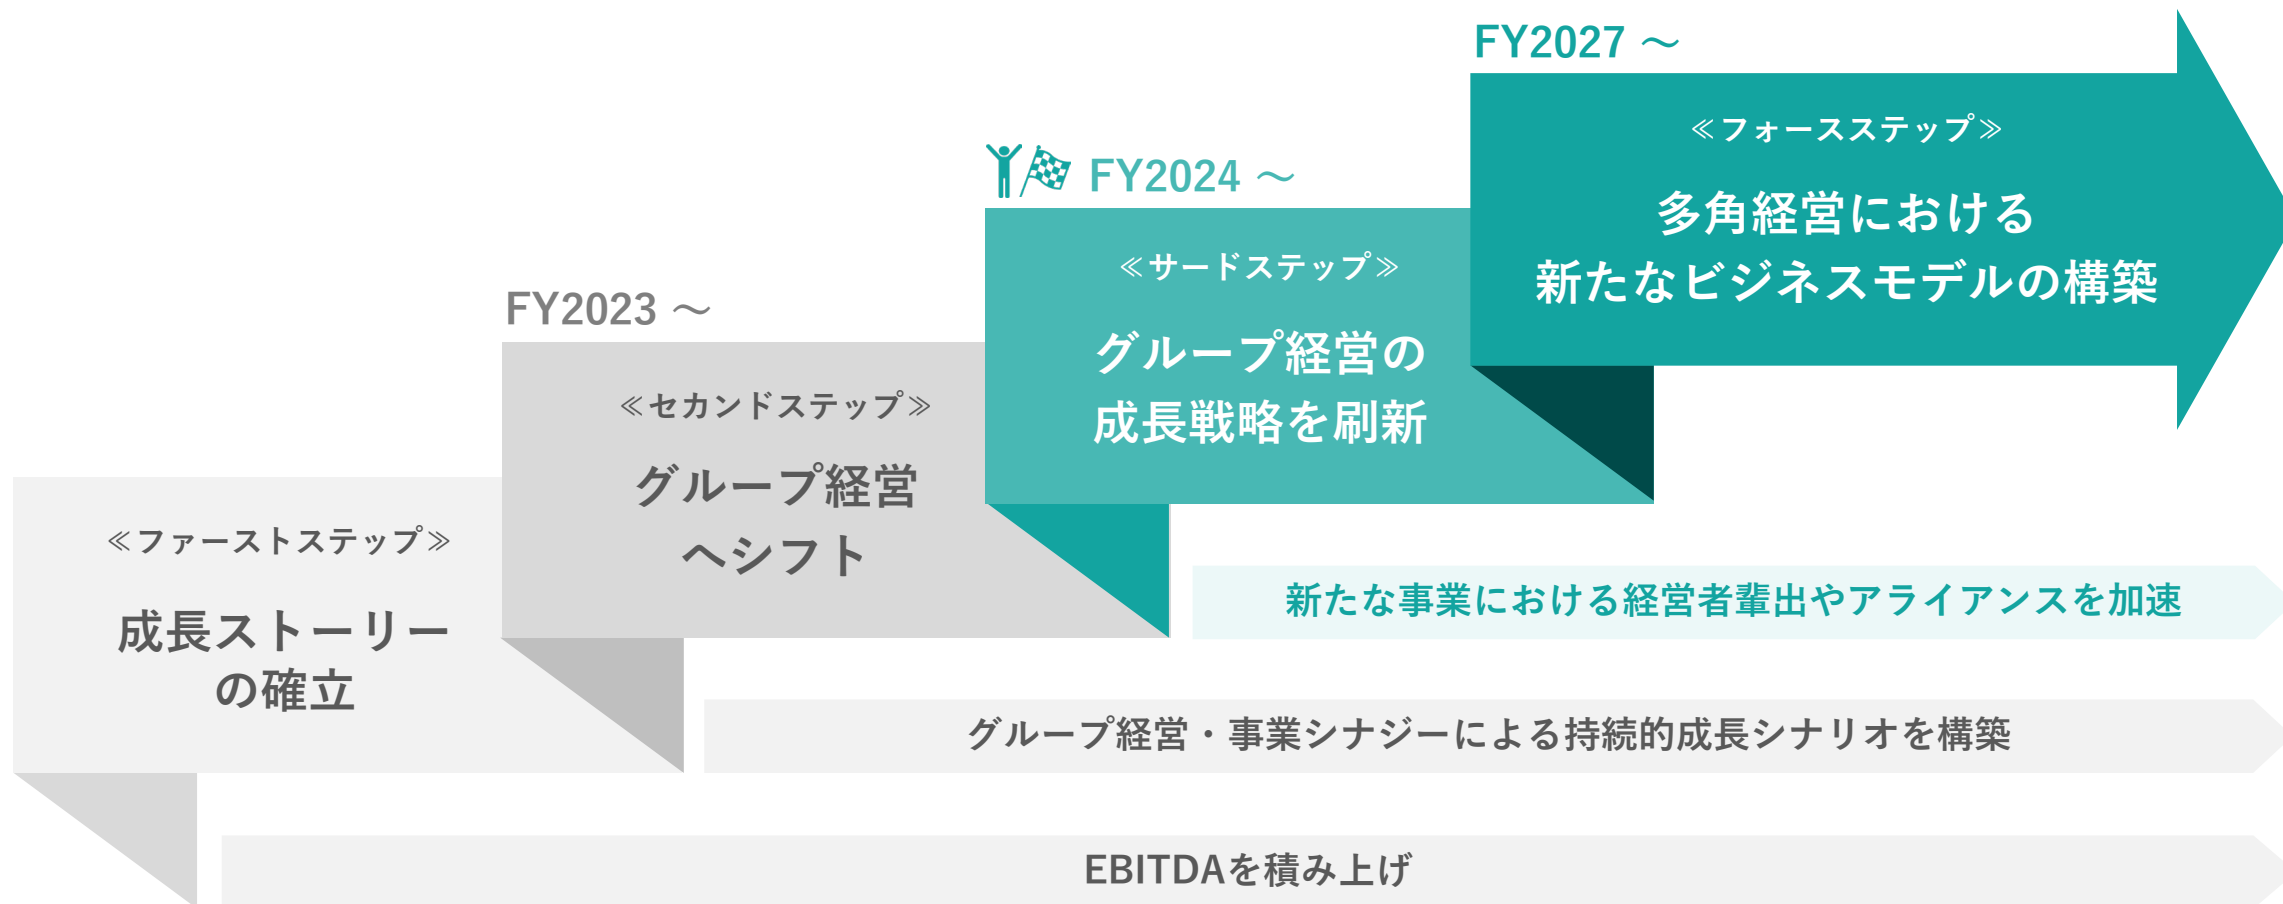 ≪ファーストステップ≫
成長ストーリー
の確立
FY2023 ～
≪セカンドステップ≫
グループ経営
へシフト
FY2024 ～
≪サードステップ≫
グループ経営の
成長戦略を刷新
FY2027 ～
≪フォースステップ≫
多角経営における
新たなビジネスモデルの構築
新たな事業における経営者輩出やアライアンスを加速
グループ経営・事業シナジーによる持続的成長シナリオを構築
EBITDAを積み上げ